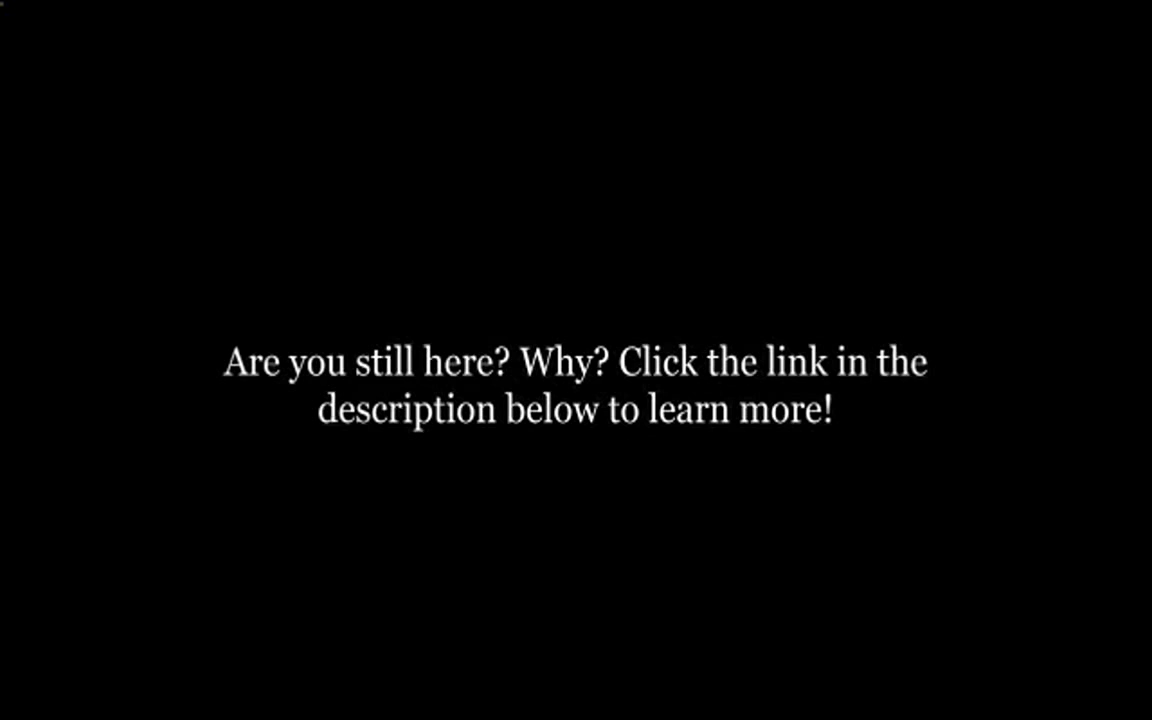 Are you still here? Why? Click the link in the
description below to learn more!